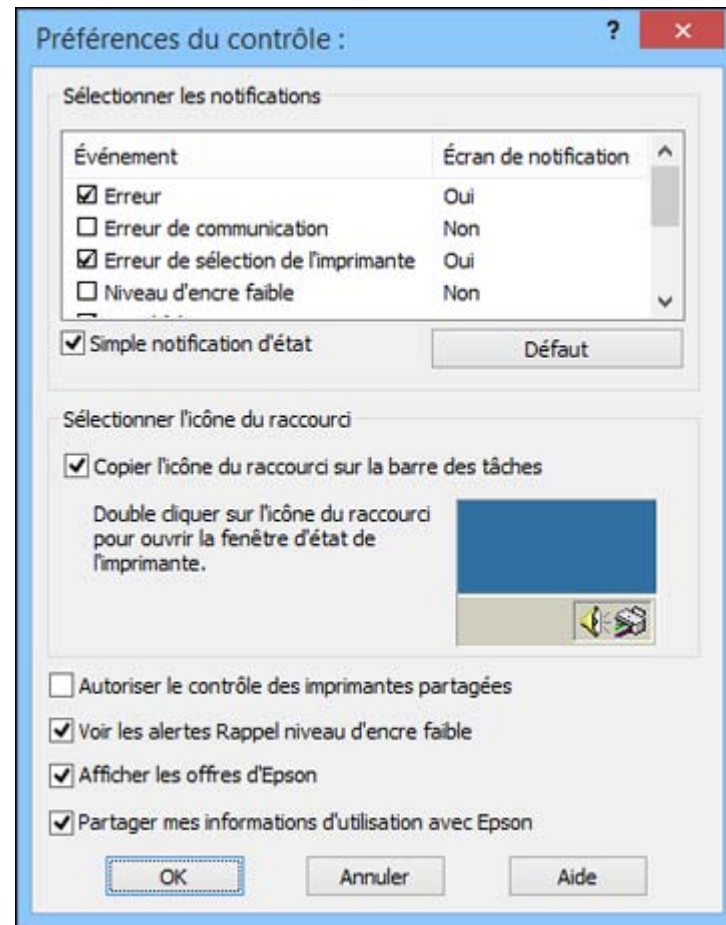 Préférences du contrôle :
?
Sélectionner les notifications
Événement Écran de notification
Erreur Oui
Erreur de communication Non
Erreur de sélection de l'imprimante Oui
Niveau d'encre faible Non
Simple notification d'état
Défaut
Sélectionner l'icône du raccourci
Copier l'icône du raccourci sur la barre des tâches
Double cliquer sur l'icône du raccourci
pour ouvrir la fenêtre d'état de
l'imprimante.
Autoriser le contrôle des imprimantes partagées
Voir les alertes Rappel niveau d'encre faible
Afficher les offres d'Epson
Partager mes informations d'utilisation avec Epson
OK Annuler Aide